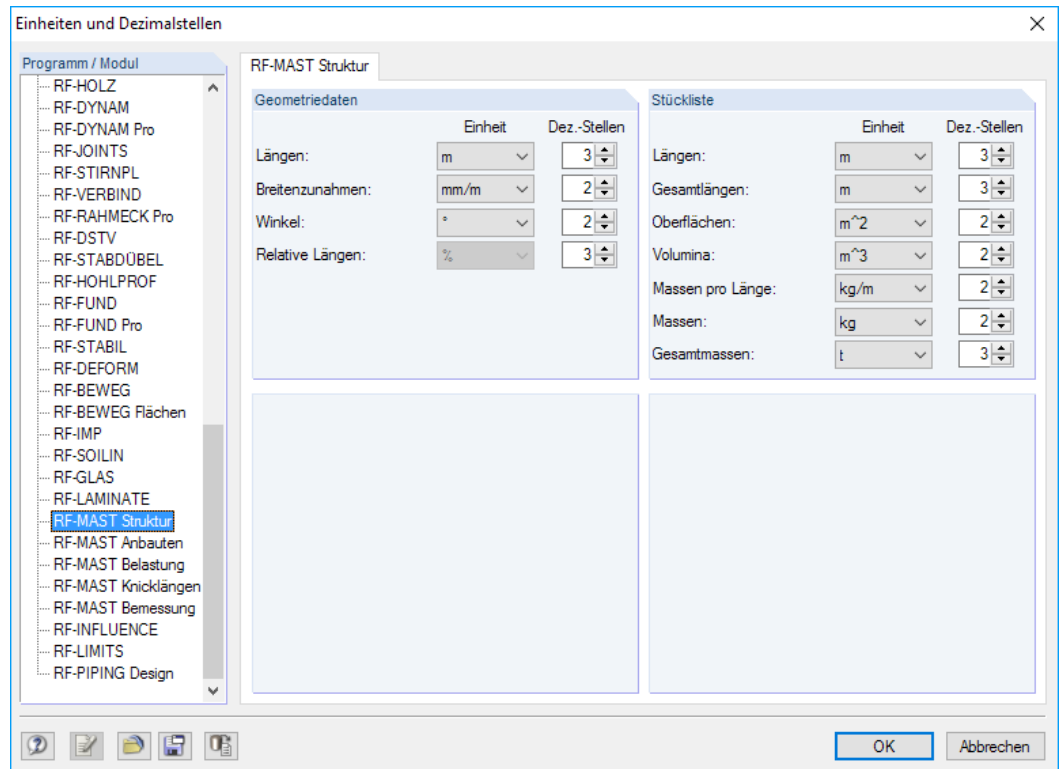 Einheiten und Dezimalstellen
Programm / Modul
RF-HOLZ
RF-DYNAM
RF-DYNAM Pro
RF-JOINTS
RF-STIRNPL
RF-VERBIND
RF-RAHMECK Pro
RF-DSTV
RF-STABDÜBEL
RF-HOHLPROF
RF-FUND
RF-FUND Pro
RF-STABIL
RF-DEFORM
RF-BEWEG
RF-BEWEG Flächen
RF-IMP
RF-SOILIN
RF-GLAS
RF-LAMINATE
RF-MAST Struktur
RF-MAST Anbauten
RF-MAST Belastung
RF-MAST Knicklängen
RF-MAST Bemessung
RF-INFLUENCE
RF-LIMITS
RF-PIPING Design
RF-MAST Struktur
Geometriedaten
Einheit Dez.-Stellen
Längen: m 3
Breitenzunahmen: mm/m 2
Winkel: ° 2
Relative Längen: % 3
Stückliste
Einheit Dez.-Stellen
Längen: m 3
Gesamtlängen: m 3
Oberflächen: m^2 2
Volumina: m^3 2
Massen pro Länge: kg/m 2
Massen: kg 2
Gesamtmassen: t 3
OK Abbrechen